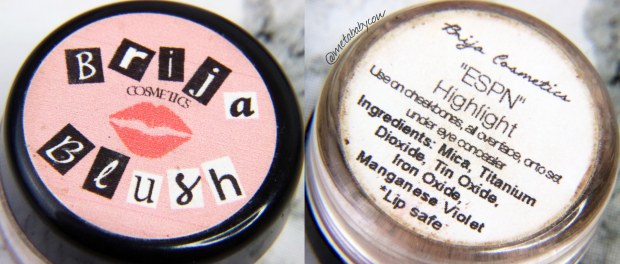 Brija
COSMETICS
Blush
@metababycow
Brija Cosmetics
"ESPN"
Highlight
Use on cheekbones, all over face, or to set
under eye concealer
Ingredients: Mica, Titanium
Dioxide, Tin Oxide,
Iron Oxide,
Manganese Violet
*Lip safe